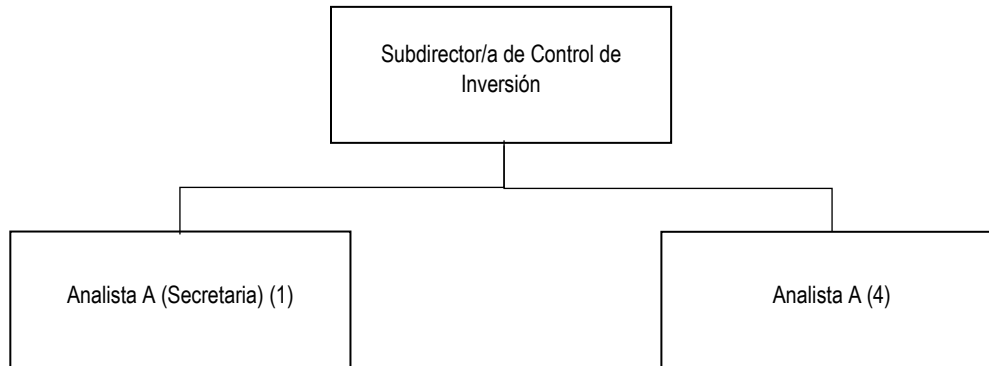 Subdirector/a de Control de
Inversión
Analista A (Secretaria) (1)
Analista A (4)